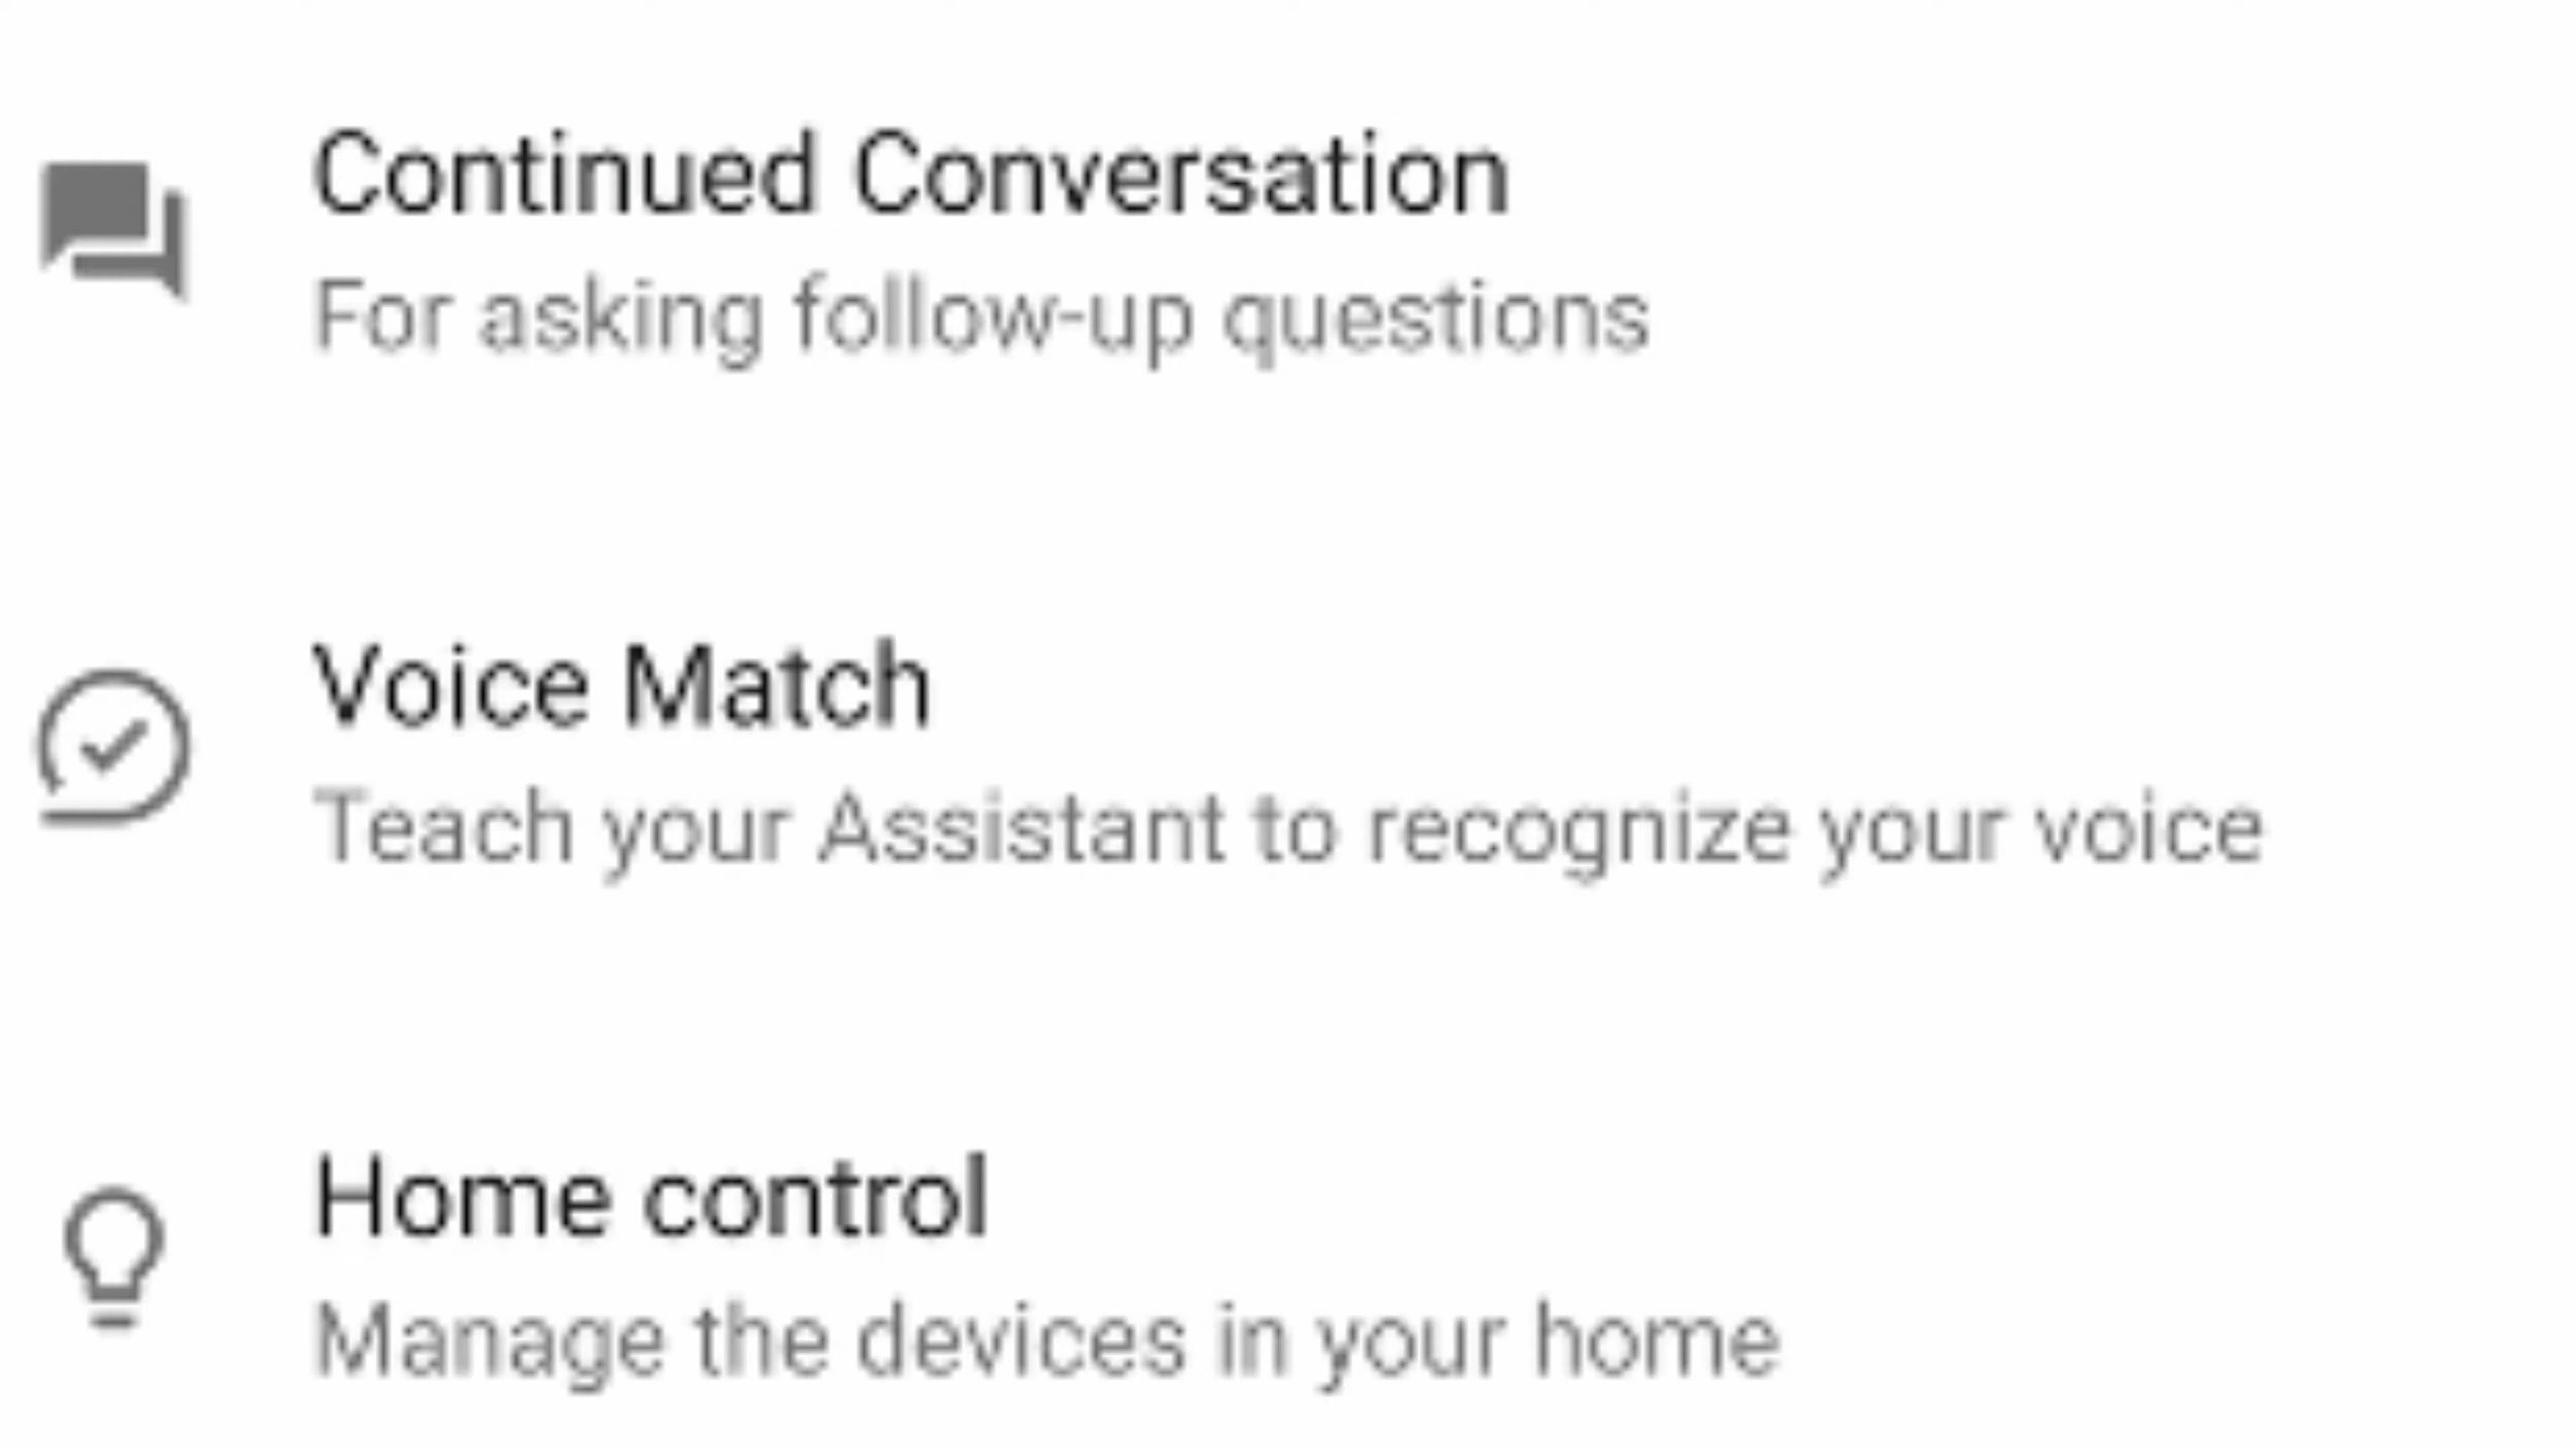 Continued Conversation
For asking follow-up questions
Voice Match
Teach your Assistant to recognize your voice
Home control
Manage the devices in your home